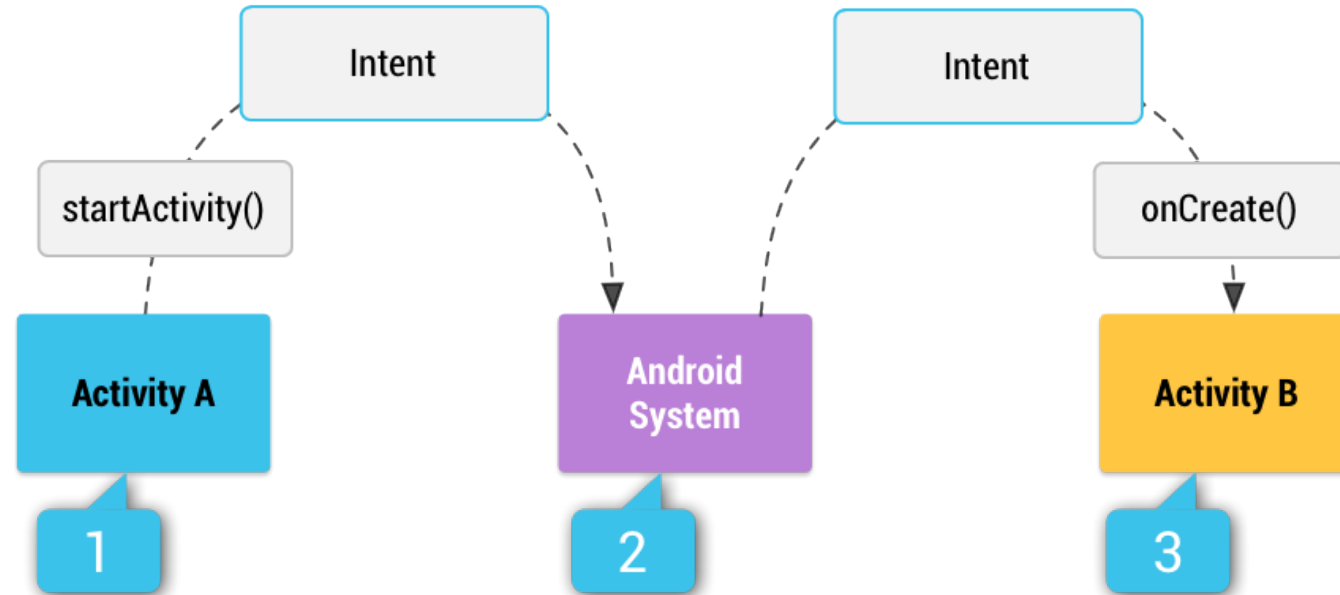 Intent
Intent
startActivity()
onCreate()
Activity A
Android
System
Activity B
1
2
3